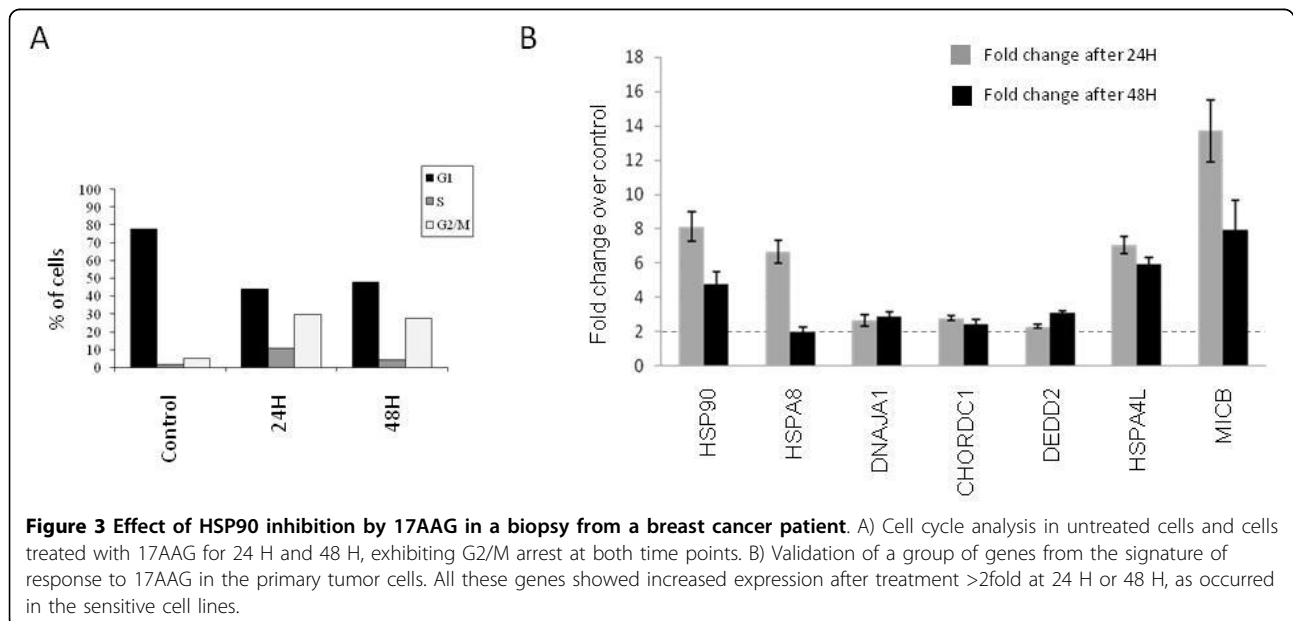 A
100
90
80
70
60
50
40
30
20
10
0
% of cells
G1
S
G2/M
Control
24H
48H
B
Fold change after 24H
Fold change after 48H
18
16
14
12
10
8
6
4
2
0
Fold change over control
HSP90
HSPA8
DNAJA1
CHORDC1
DEDD2
HSPA4L
MICB
Figure 3 Effect of HSP90 inhibition by 17AAG in a biopsy from a breast cancer patient. A) Cell cycle analysis in untreated cells and cells
treated with 17AAG for 24 H and 48 H, exhibiting G2/M arrest at both time points. B) Validation of a group of genes from the signature of
response to 17AAG in the primary tumor cells. All these genes showed increased expression after treatment >2fold at 24 H or 48 H, as occurred
in the sensitive cell lines.